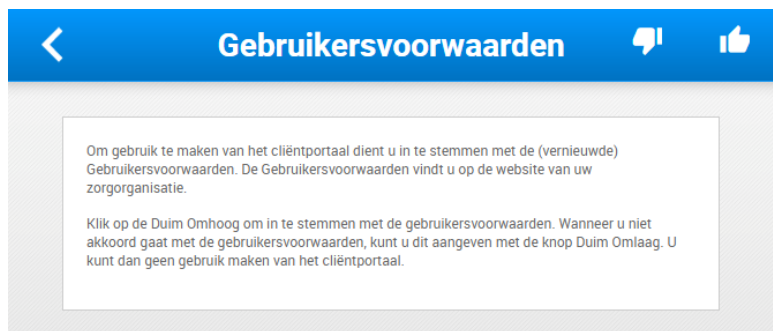 Gebruikersvoorwaarden
Om gebruik te maken van het cliëntportaal dient u in te stemmen met de (vernieuwde)
Gebruikersvoorwaarden. De Gebruikersvoorwaarden vindt u op de website van uw
zorgorganisatie.
Klik op de Duim Omhoog om in te stemmen met de gebruikersvoorwaarden. Wanneer u niet
akkoord gaat met de gebruikersvoorwaarden, kunt u dit aangeven met de knop Duim Omlaag. U
kunt dan geen gebruik maken van het cliëntportaal.